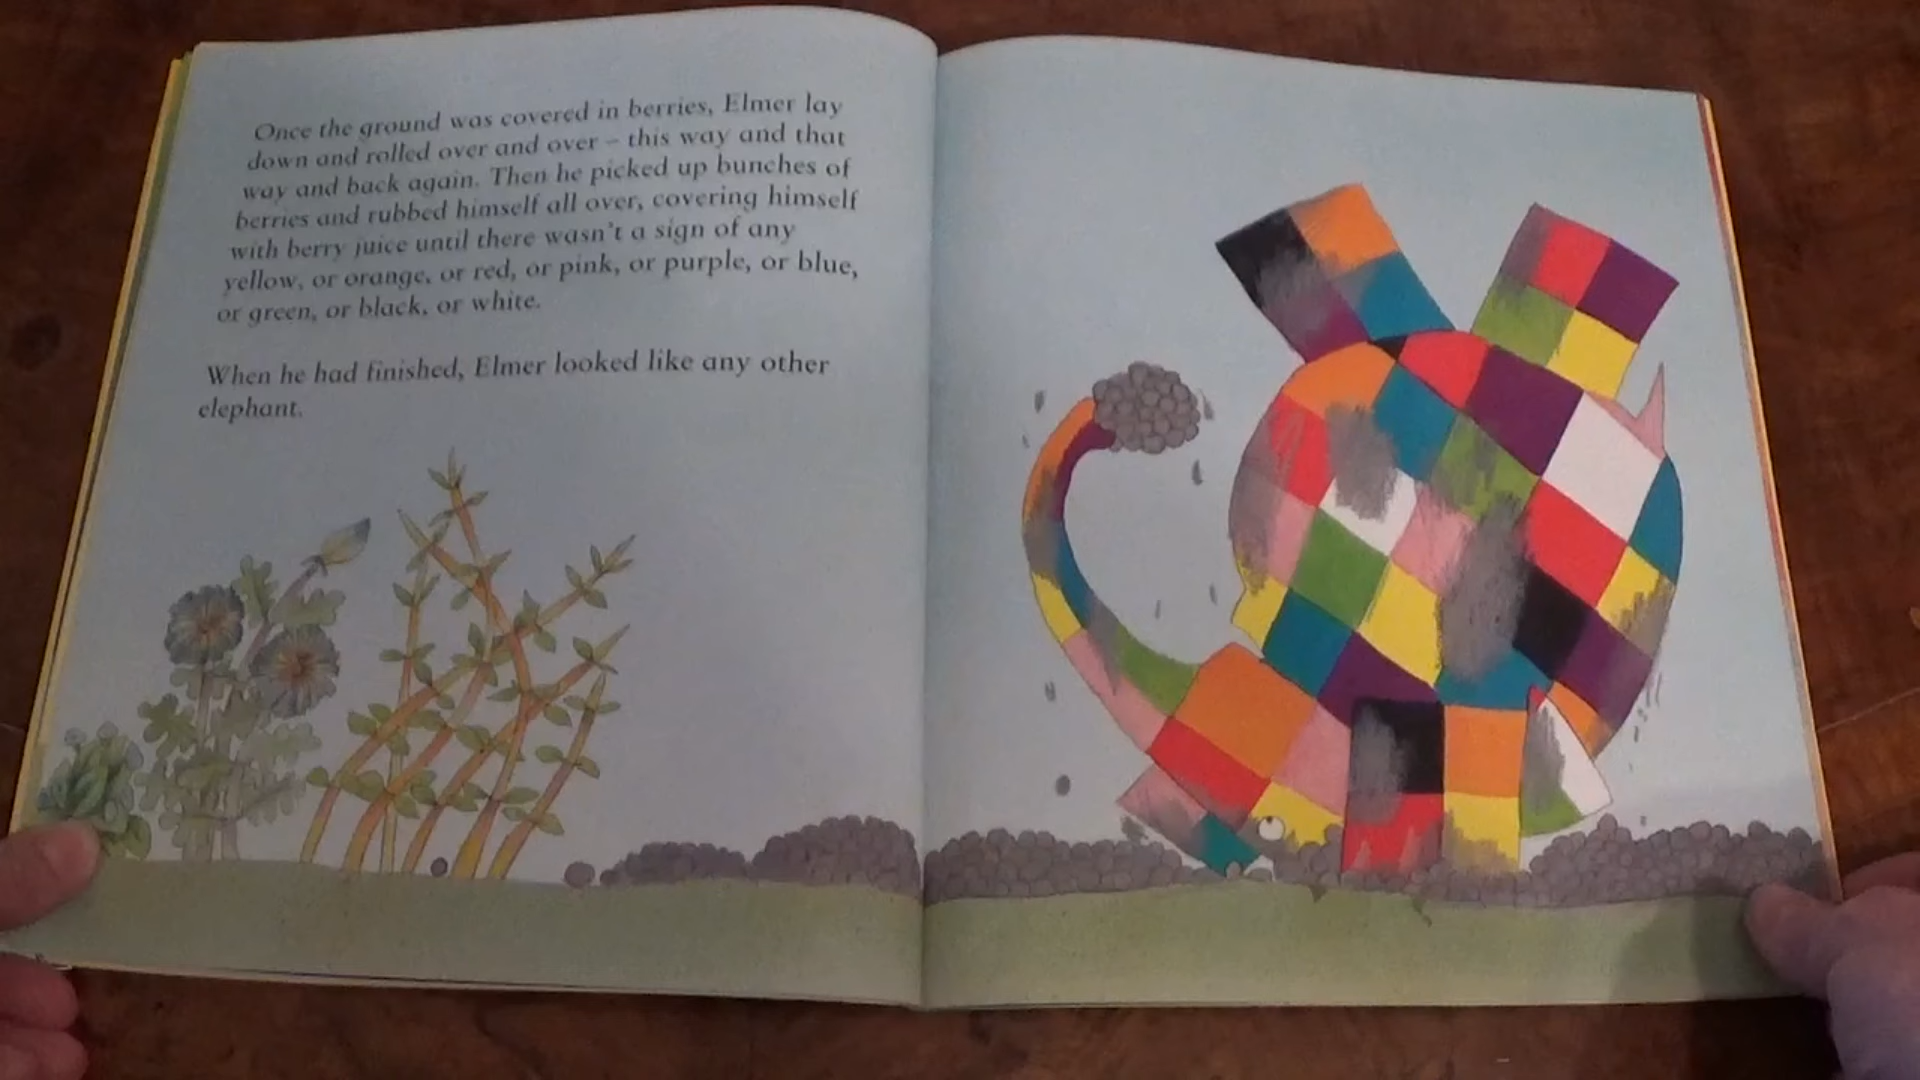 Once the ground was covered in berries, Elmer lay
down and rolled over and over – this way and that
way and back again. Then he picked up bunches of
berries and rubbed himself all over, covering himself
with berry juice until there wasn't a sign of any
yellow, or orange, or red, or pink, or purple, or blue,
or green, or black, or white.
When he had finished, Elmer looked like any other
elephant.